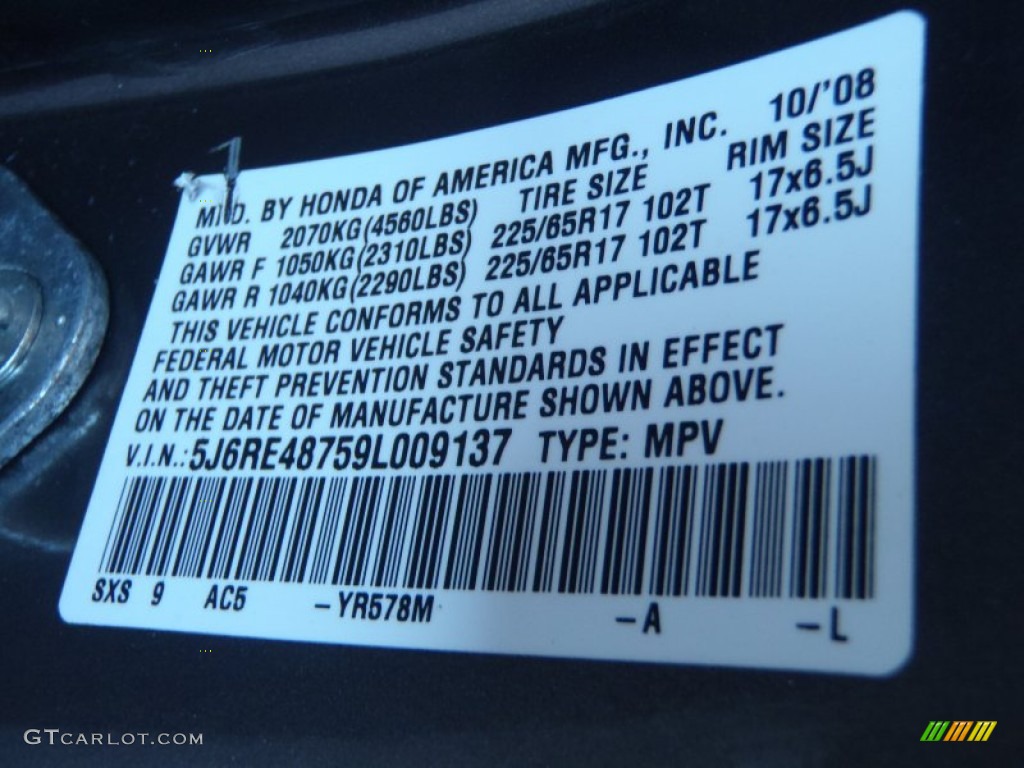 MFD. BY HONDA OF AMERICA MFG., INC. 10/'08
GVWR 2070KG(4560LBS) TIRE SIZE RIM SIZE
GAWR F 1050KG(2310LBS) 225/65R17 102T 17x6.5J
GAWR R 1040KG(2290LBS) 225/65R17 102T 17x6.5J
THIS VEHICLE CONFORMS TO ALL APPLICABLE
FEDERAL MOTOR VEHICLE SAFETY
AND THEFT PREVENTION STANDARDS IN EFFECT
ON THE DATE OF MANUFACTURE SHOWN ABOVE.
V.I.N.:5J6RE48759L009137 TYPE: MPV
SXS 9 AC5 -YR578M -A -L
GTCARLOT.COM